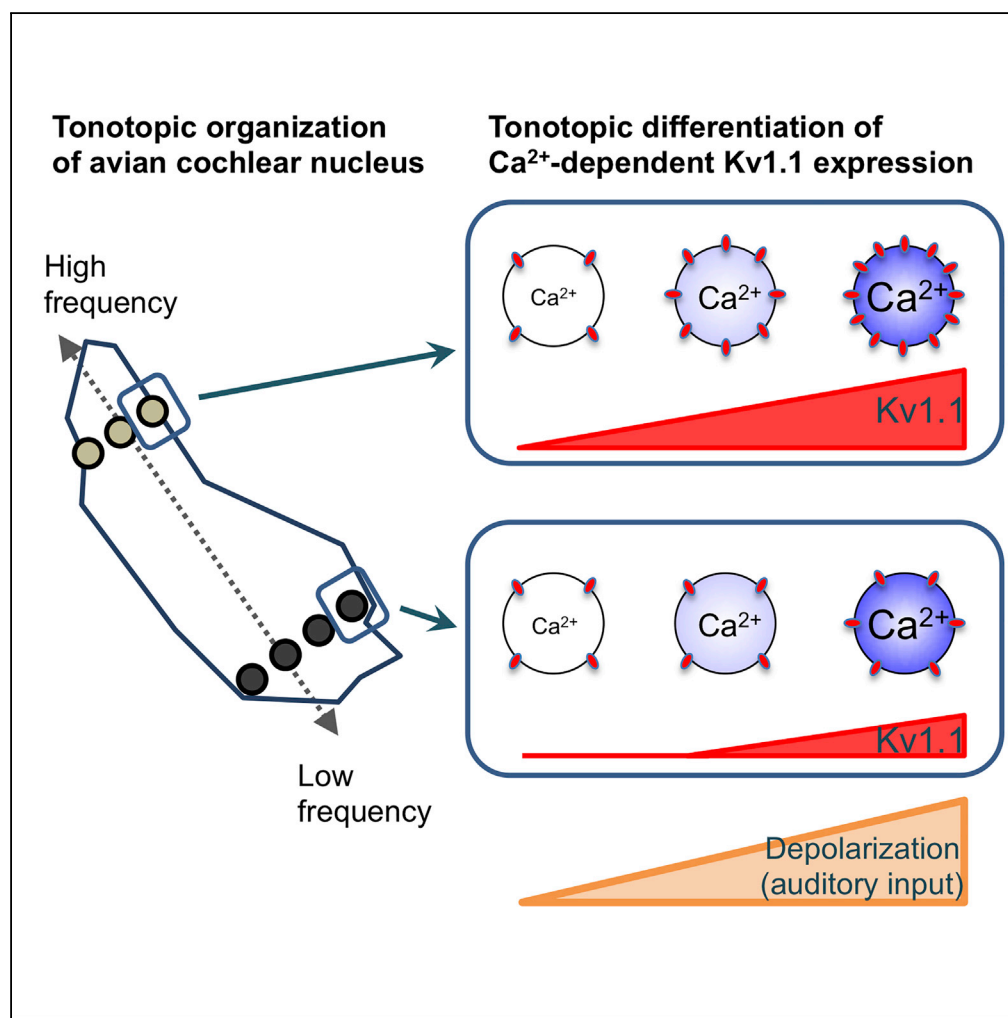 Tonotopic organization
of avian cochlear nucleus
Tonotopic differentiation of
Ca²⁺-dependent Kv1.1 expression
High
frequency
Ca²⁺
Ca²⁺
Ca²⁺
Kv1.1
Ca²⁺
Ca²⁺
Ca²⁺
Kv1.1
Low
frequency
Depolarization
(auditory input)